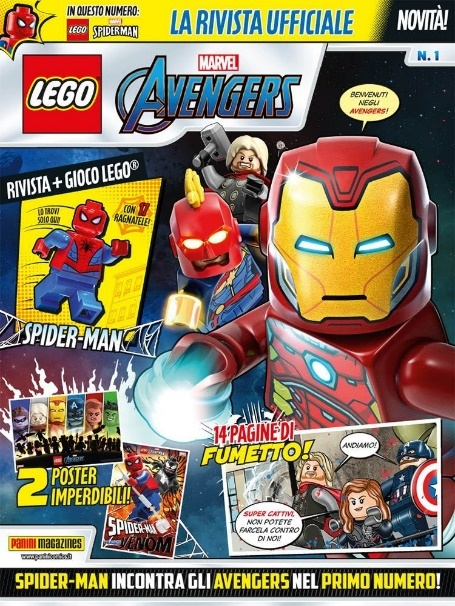 IN QUESTO NUMERO:
LEGO
MARVEL
SPIDERMAN
LA RIVISTA UFFICIALE
NOVITÀ!
N. 1
LEGO
MARVEL
AVENGERS
BENVENUTI
NEGLI
AVENGERS!
RIVISTA + GIOCO LEGO®
LO TROVI
SOLO QUI!
CON 17
RAGNATELE!
SPIDER-MAN
14 PAGINE DI
FUMETTO!
ANDIAMO!
SUPER CATTIVI,
NON POTETE
FARCELA CONTRO
DI NOI!
2 POSTER
IMPERDIBILI!
SPIDER-MAN
VENOM
PANINI MAGAZINES
www.paninicomics.it
SPIDER-MAN INCONTRA GLI AVENGERS NEL PRIMO NUMERO!